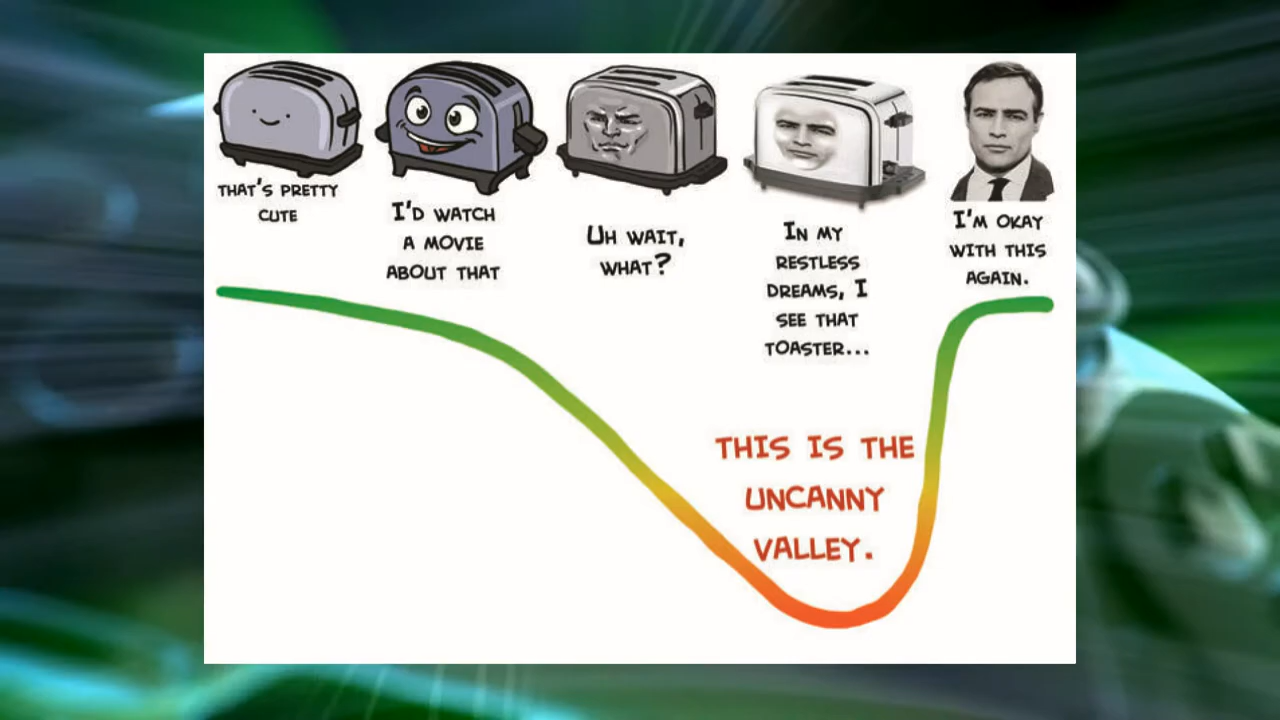 THAT'S PRETTY
CUTE
I'D WATCH
A MOVIE
ABOUT THAT
UH WAIT,
WHAT?
IN MY
RESTLESS
DREAMS, I
SEE THAT
TOASTER...
I'M OKAY
WITH THIS
AGAIN.
THIS IS THE
UNCANNY
VALLEY.